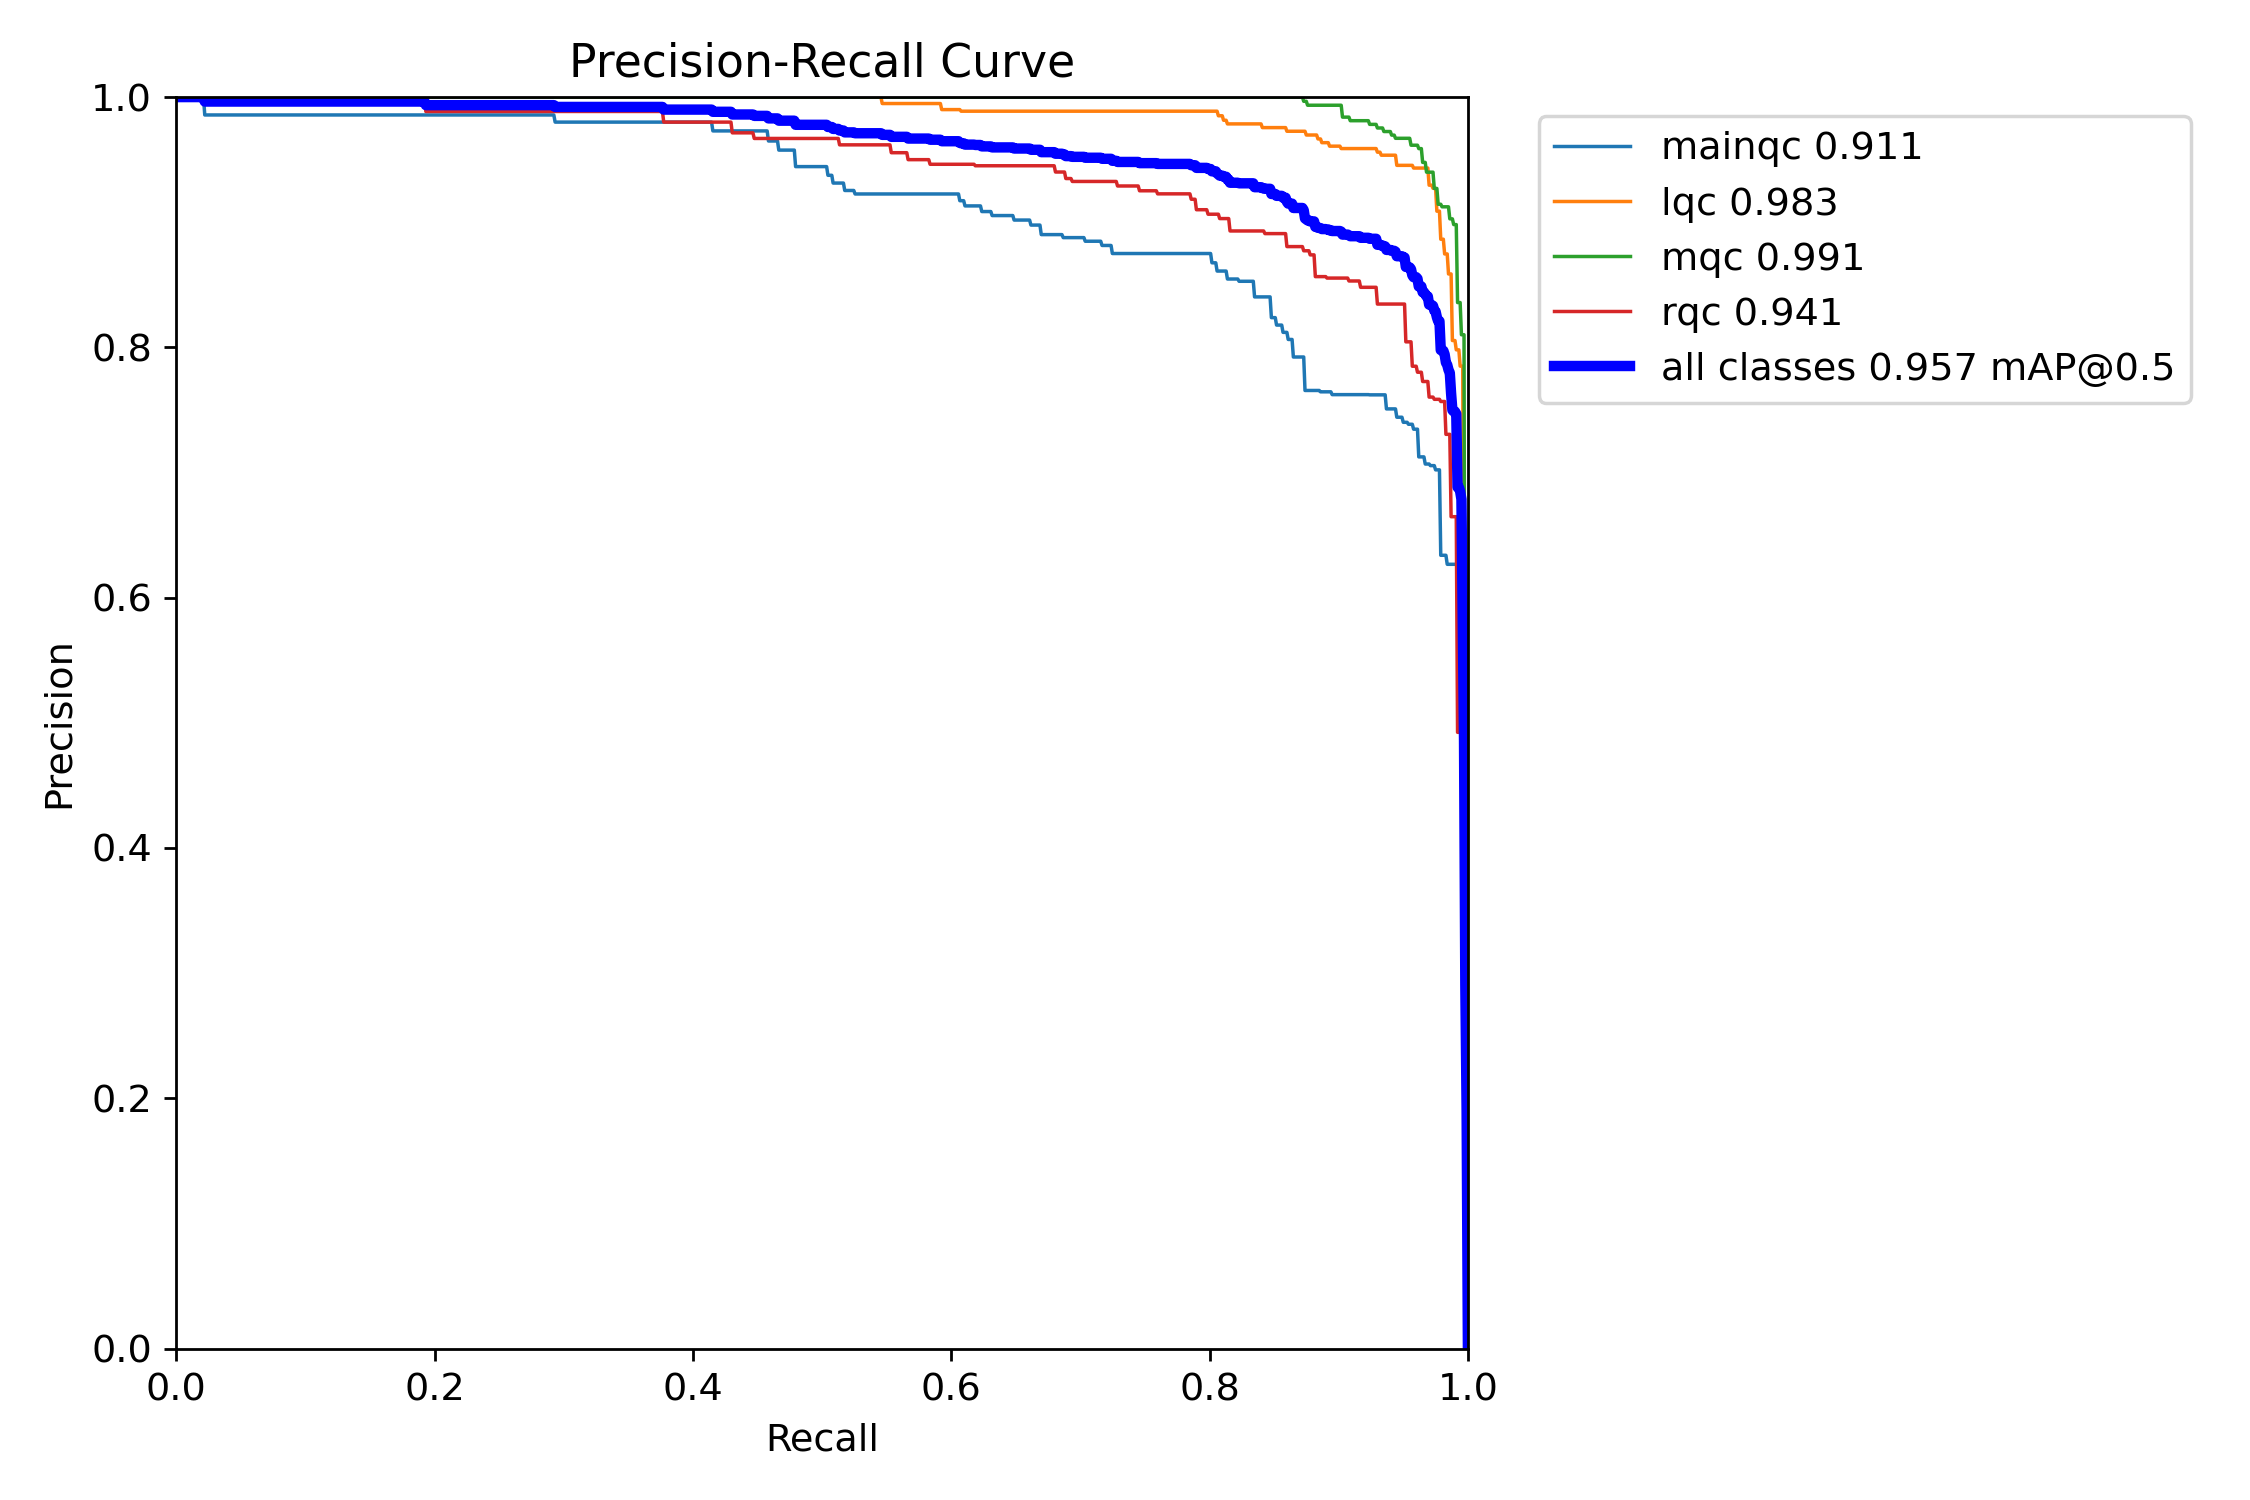 Precision-Recall Curve
1.0
0.8
0.6
0.4
0.2
0.0
Precision
0.0 0.2 0.4 0.6 0.8 1.0
Recall
mainqc 0.911
lqc 0.983
mqc 0.991
rqc 0.941
all classes 0.957 mAP@0.5